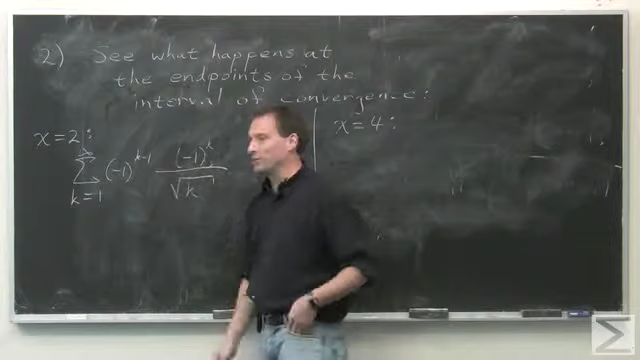 2) See what happens at
the endpoints of the
interval of convergence:
x=2:
x=4:
∞
∑ (-1)^{k-1} (-1)^k / √k
k=1